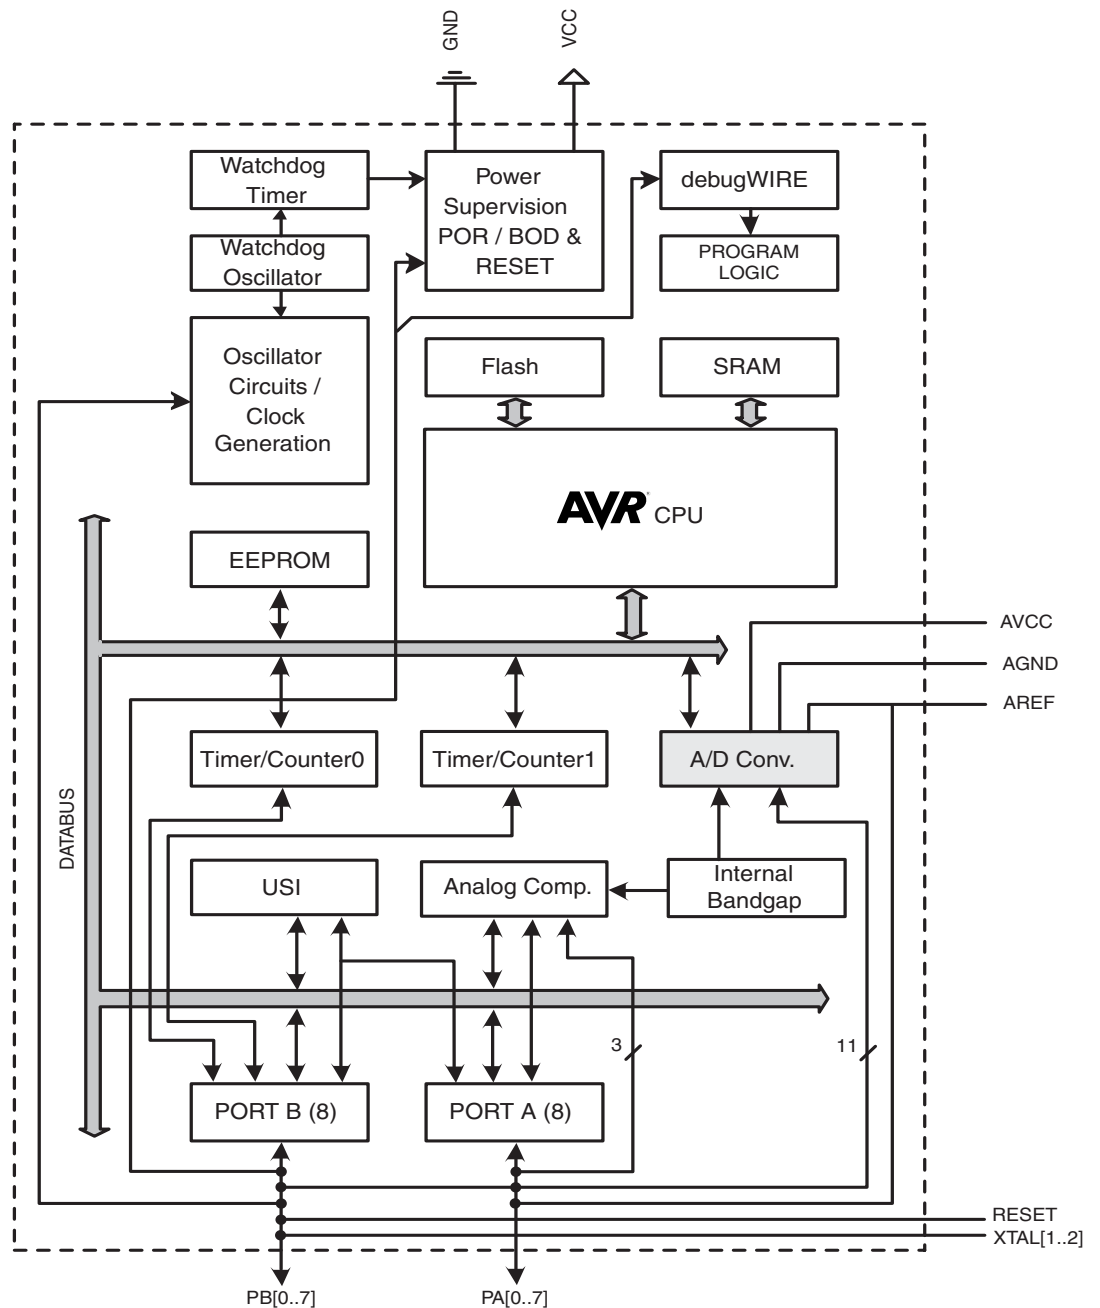 GND
VCC
Watchdog
Timer
Power
Supervision
POR / BOD &
RESET
debugWIRE
Watchdog
Oscillator
PROGRAM
LOGIC
Oscillator
Circuits /
Clock
Generation
Flash
SRAM
AVR® CPU
EEPROM
AVCC
AGND
AREF
Timer/Counter0
Timer/Counter1
A/D Conv.
DATABUS
USI
Analog Comp.
Internal
Bandgap
3
11
PORT B (8)
PORT A (8)
RESET
XTAL[1..2]
PB[0..7]
PA[0..7]